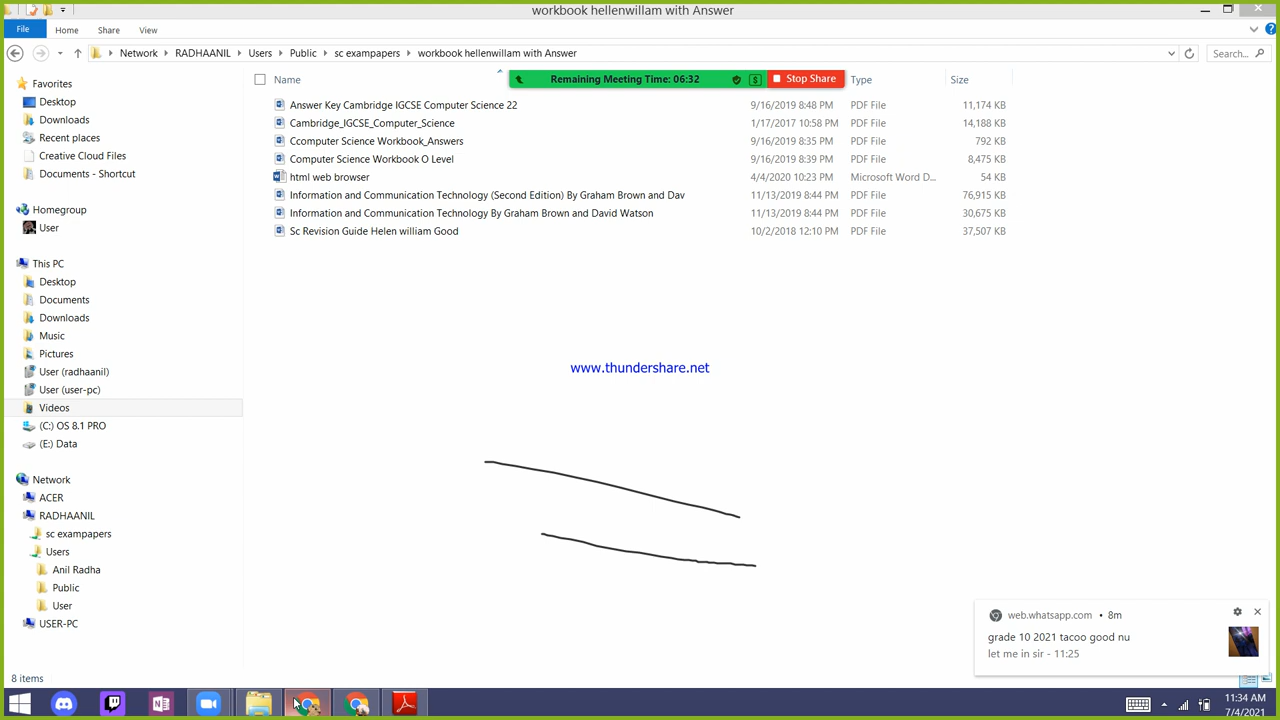 workbook hellenwillam with Answer
File Home Share View
Network RADHAANIL Users Public sc exampapers workbook hellenwillam with Answer Search...
Name Remaining Meeting Time: 06:32 $ Stop Share Type Size
Answer Key Cambridge IGCSE Computer Science 22 9/16/2019 8:48 PM PDF File 11,174 KB
Cambridge_IGCSE_Computer_Science 1/17/2017 10:58 PM PDF File 14,188 KB
Ccomputer Science Workbook_Answers 9/16/2019 8:35 PM PDF File 792 KB
Computer Science Workbook O Level 9/16/2019 8:39 PM PDF File 8,475 KB
html web browser 4/4/2020 10:23 PM Microsoft Word D... 54 KB
Information and Communication Technology (Second Edition) By Graham Brown and Dav 11/13/2019 8:44 PM PDF File 76,915 KB
Information and Communication Technology By Graham Brown and David Watson 11/13/2019 8:44 PM PDF File 30,675 KB
Sc Revision Guide Helen william Good 10/2/2018 12:10 PM PDF File 37,507 KB
Favorites
Desktop
Downloads
Recent places
Creative Cloud Files
Documents - Shortcut
Homegroup
User
This PC
Desktop
Documents
Downloads
Music
Pictures
User (radhaanil)
User (user-pc)
Videos
(C:) OS 8.1 PRO
(E:) Data
Network
ACER
RADHAANIL
sc exampapers
Users
Anil Radha
Public
User
USER-PC
www.thundershare.net
web.whatsapp.com • 8m
grade 10 2021 tacoo good nu
let me in sir - 11:25
8 items
11:34 AM
7/4/2021